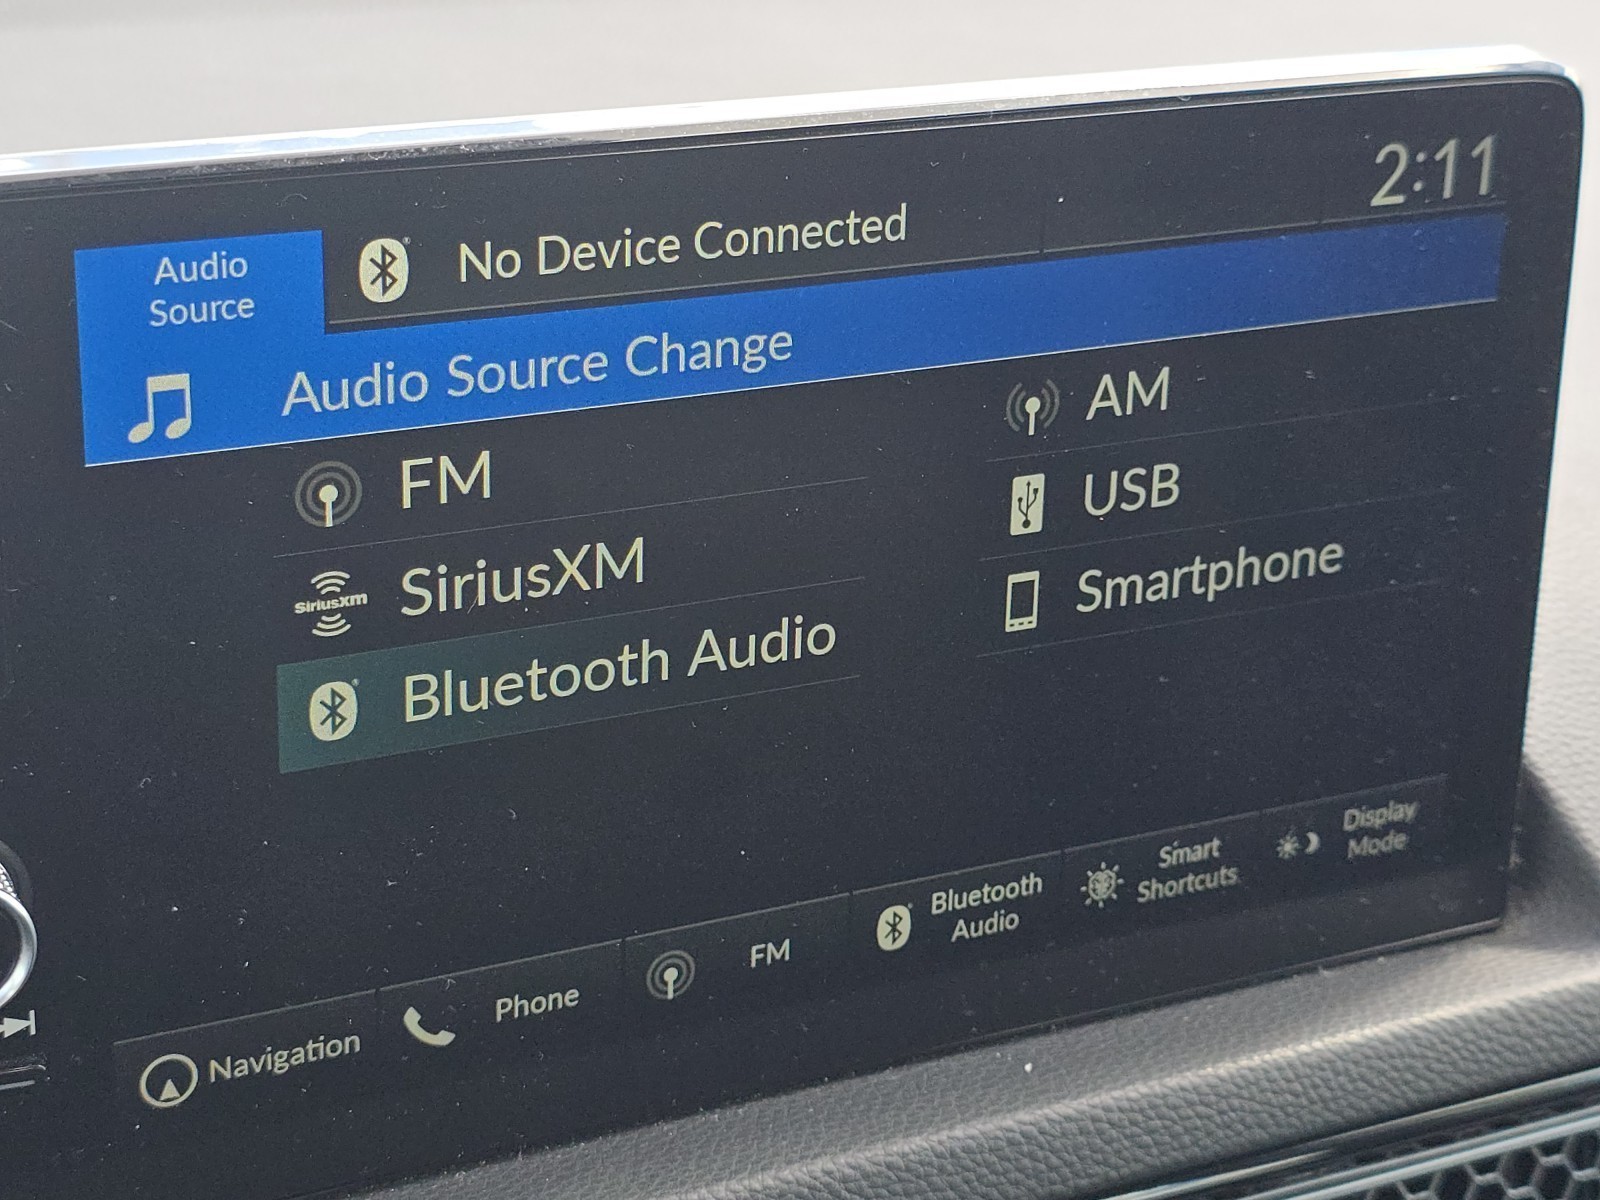 2:11
Audio
Source
No Device Connected
Audio Source Change
FM
AM
SiriusXm
SiriusXM
USB
Bluetooth Audio
Smartphone
Navigation
Phone
FM
Bluetooth
Audio
Smart
Shortcuts
Display
Mode